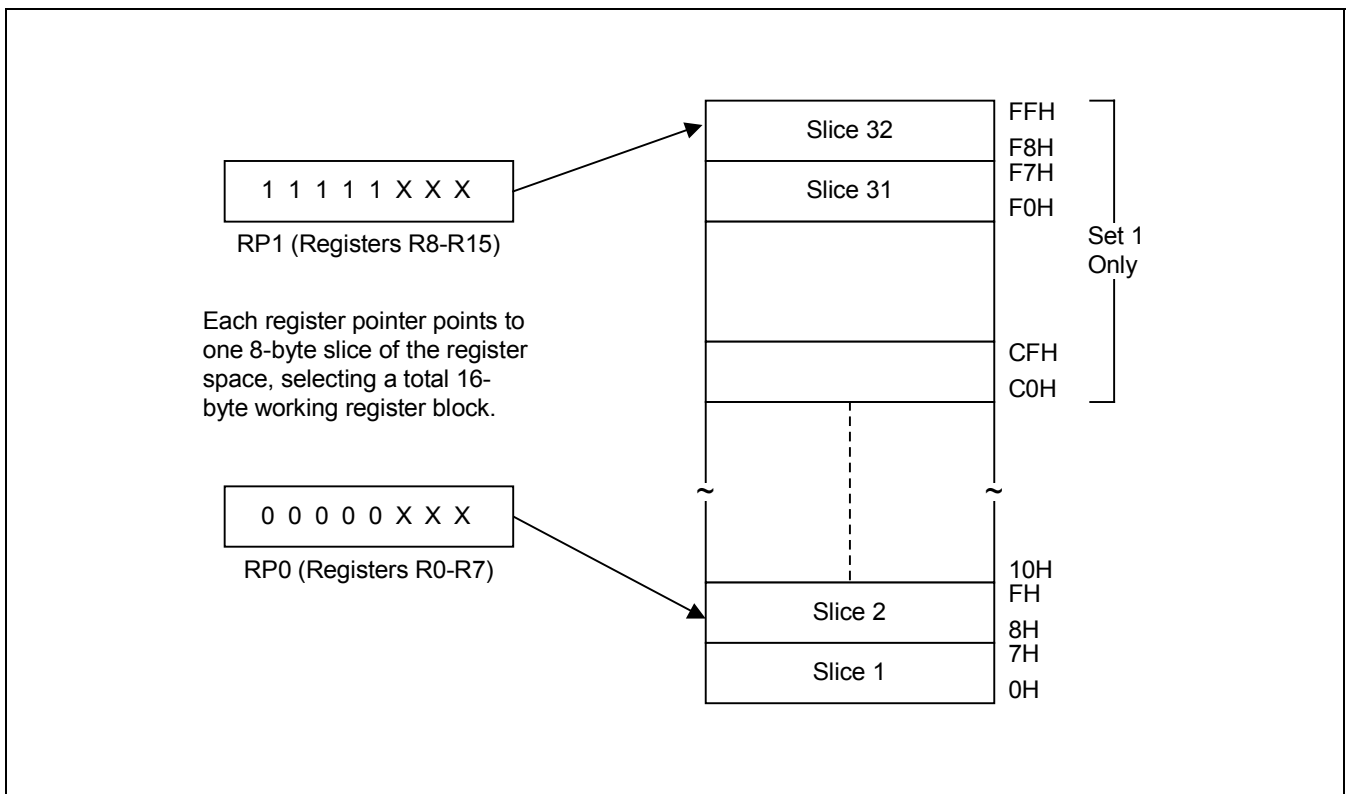 FFH
Slice 32
F8H
F7H
1 1 1 1 1 X X X
Slice 31
F0H
RP1 (Registers R8-R15)
Set 1
Only
Each register pointer points to
one 8-byte slice of the register
space, selecting a total 16-
byte working register block.
CFH
C0H
~
~
0 0 0 0 0 X X X
RP0 (Registers R0-R7)
10H
FH
Slice 2
8H
7H
Slice 1
0H